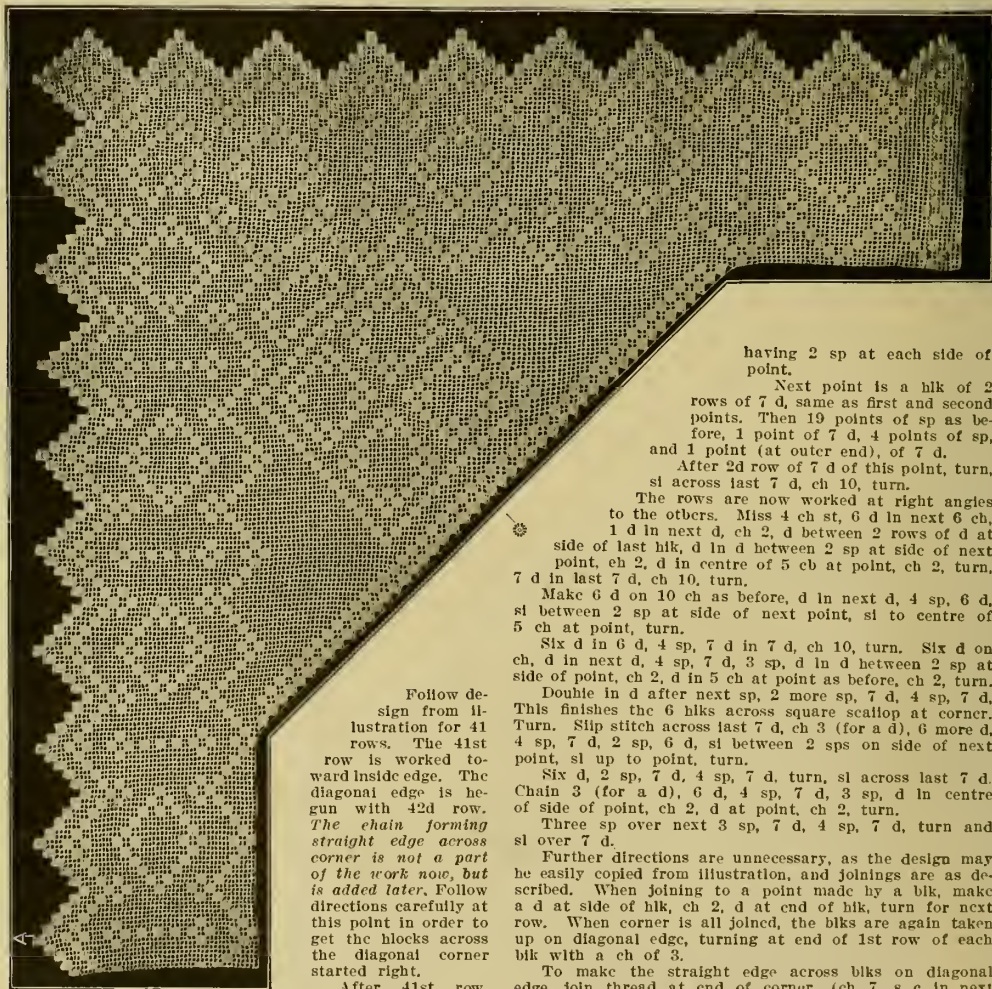 Follow de-
sign from il-
lustration for 41
rows. The 41st
row is worked to-
ward inside edge. The
diagonal edge is be-
gun with 42d row.
The chain forming
straight edge across
corner is not a part
of the work now, but
is added later. Follow
directions carefully at
this point in order to
get the blocks across
the diagonal corner
started right.
After 41st row,
having 2 sp at each side of
point.
Next point is a blk of 2
rows of 7 d, same as first and second
points. Then 19 points of sp as be-
fore, 1 point of 7 d, 4 points of sp,
and 1 point (at outer end), of 7 d.
After 2d row of 7 d of this point, turn,
sl across last 7 d, ch 10, turn.
The rows are now worked at right angles
to the others. Miss 4 ch st, 6 d in next 6 ch,
1 d in next d, ch 2, d between 2 rows of d at
side of last blk, d in d between 2 sp at side of next
point, ch 2, d in centre of 5 ch at point, ch 2, turn,
7 d in last 7 d, ch 10, turn.
Make 6 d on 10 ch as before, d in next d, 4 sp, 6 d,
sl between 2 sp at side of next point, sl to centre of
5 ch at point, turn.
Six d in 6 d, 4 sp, 7 d in 7 d, ch 10, turn. Six d on
ch, d in next d, 4 sp, 7 d, 3 sp, d in d between 2 sp at
side of point, ch 2, d in 5 ch at point as before, ch 2, turn.
Double in d after next sp, 2 more sp, 7 d, 4 sp, 7 d.
This finishes the 6 blks across square scallop at corner.
Turn. Slip stitch across last 7 d, ch 3 (for a d), 6 more d,
4 sp, 7 d, 2 sp, 6 d, sl between 2 sps on side of next
point, sl up to point, turn.
Six d, 2 sp, 7 d, 4 sp, 7 d, turn, sl across last 7 d.
Chain 3 (for a d), 6 d, 4 sp, 7 d, 3 sp, d in centre
of side of point, ch 2, d at point, ch 2, turn.
Three sp over next 3 sp, 7 d, 4 sp, 7 d, turn and
sl over 7 d.
Further directions are unnecessary, as the design may
be easily copied from illustration, and joinings are as de-
scribed. When joining to a point made by a blk, make
a d at side of blk, ch 2, d at end of blk, turn for next
row. When corner is all joined, the blks are again taken
up on diagonal edge, turning at end of 1st row of each
blk with a ch of 3.
To make the straight edge across blks on diagonal
edge join thread at end of corner, (ch 7, s c in next